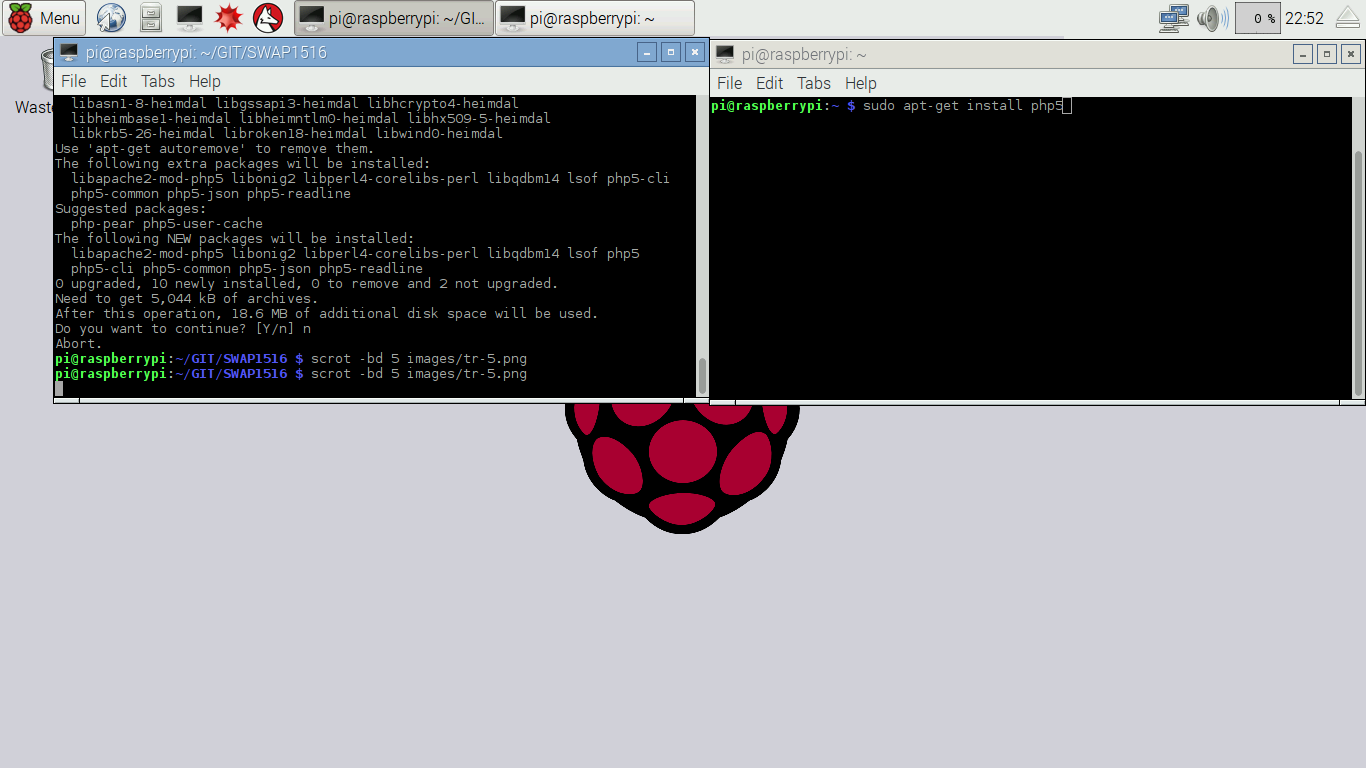 Menu
pi@raspberrypi: ~/GI...
pi@raspberrypi: ~
0 %
22:52
Waste
pi@raspberrypi: ~/GIT/SWAP1516
File Edit Tabs Help
libasn1-8-heimdal libgssapi3-heimdal libhcrypto4-heimdal
libheimbase1-heimdal libheimntlm0-heimdal libhx509-5-heimdal
libkrb5-26-heimdal libroken18-heimdal libwind0-heimdal
Use 'apt-get autoremove' to remove them.
The following extra packages will be installed:
libapache2-mod-php5 libonig2 libperl4-corelibs-perl libqdbm14 lsof php5-cli
php5-common php5-json php5-readline
Suggested packages:
php-pear php5-user-cache
The following NEW packages will be installed:
libapache2-mod-php5 libonig2 libperl4-corelibs-perl libqdbm14 lsof php5
php5-cli php5-common php5-json php5-readline
0 upgraded, 10 newly installed, 0 to remove and 2 not upgraded.
Need to get 5,044 kB of archives.
After this operation, 18.6 MB of additional disk space will be used.
Do you want to continue? [Y/n] n
Abort.
pi@raspberrypi:~/GIT/SWAP1516 $ scrot -bd 5 images/tr-5.png
pi@raspberrypi:~/GIT/SWAP1516 $ scrot -bd 5 images/tr-5.png
pi@raspberrypi: ~
File Edit Tabs Help
pi@raspberrypi:~ $ sudo apt-get install php5